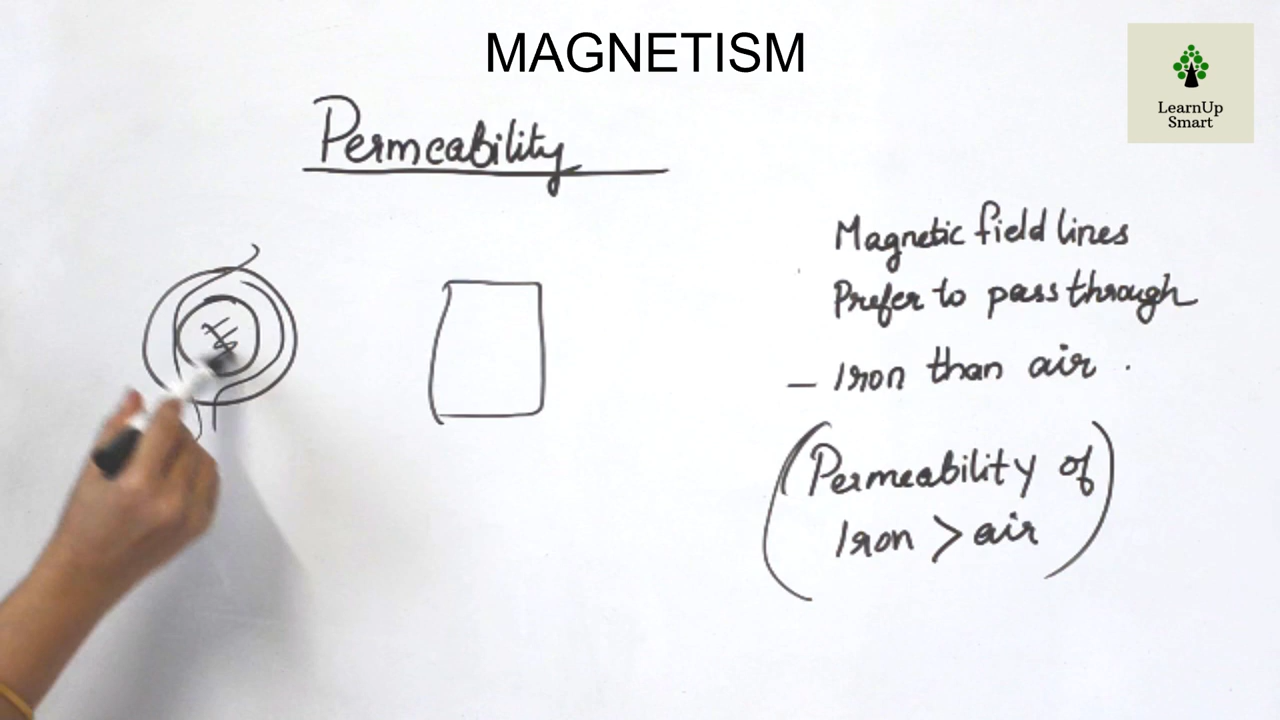 MAGNETISM
LearnUp
Smart
Permeability
Magnetic field lines
Prefer to pass through
– Iron than air.
(Permeability of
Iron > air)